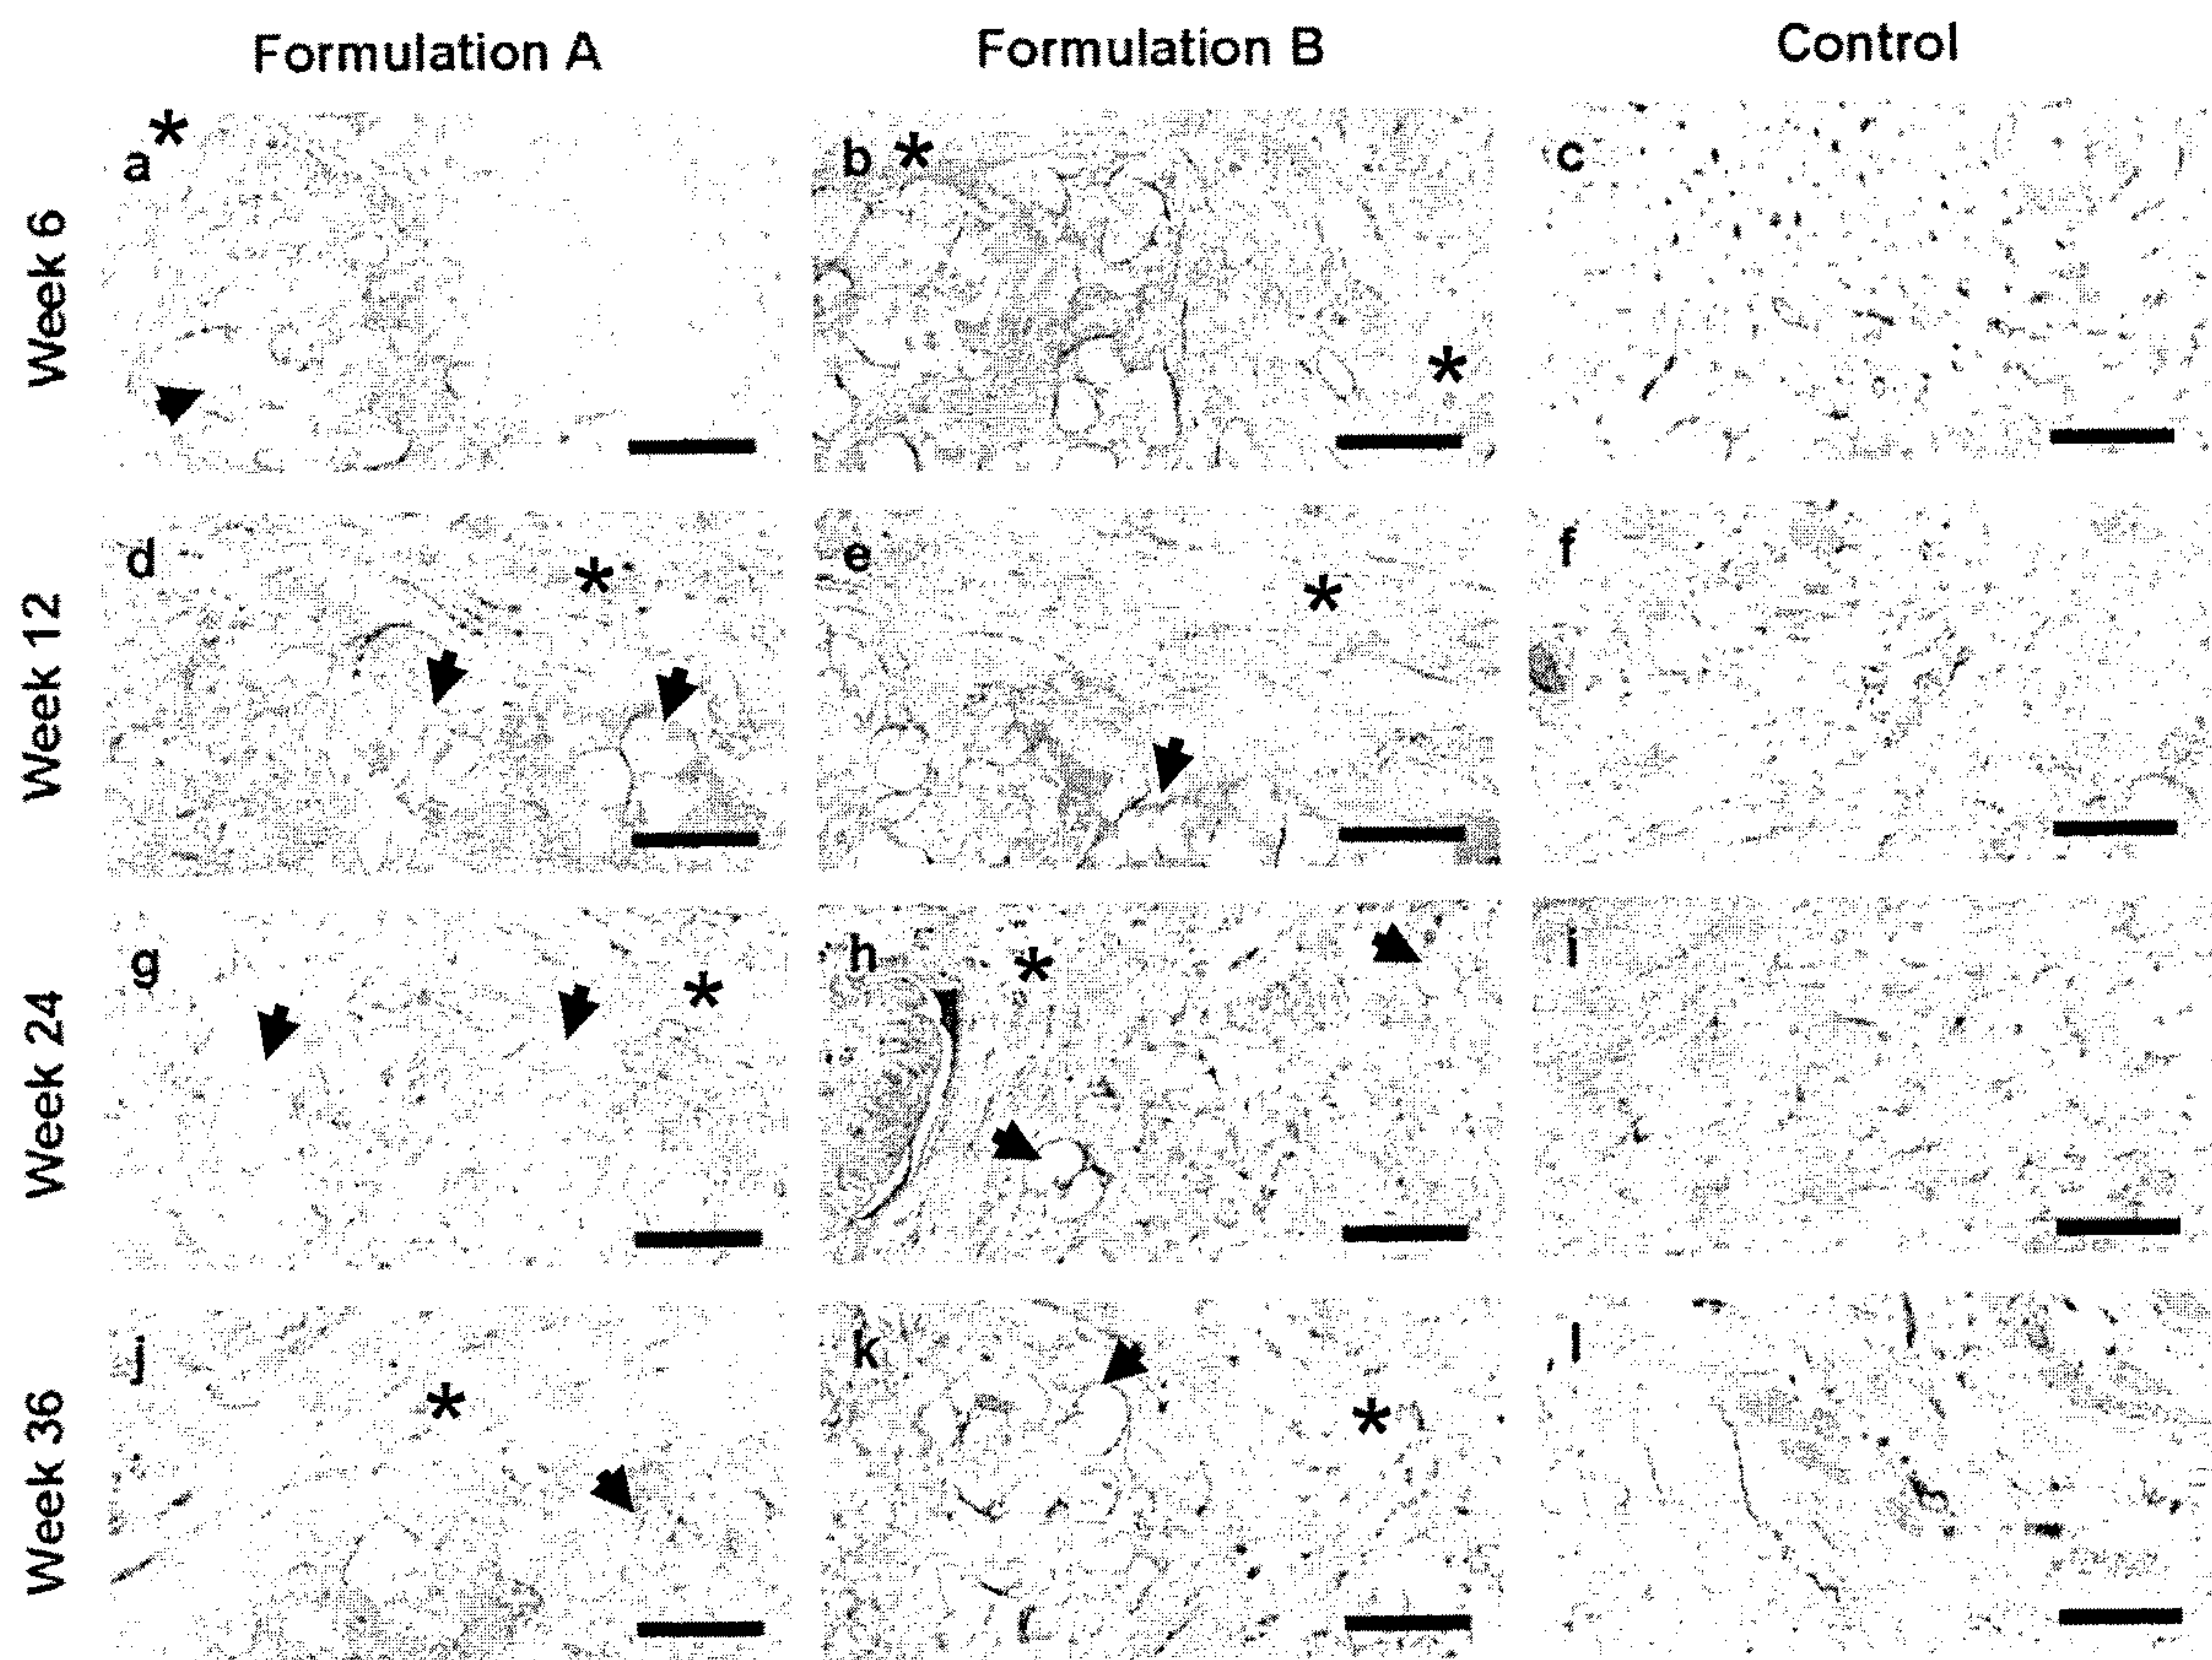 Formulation A Formulation B Control
Week 6
a* b* c
*
Week 12
d * e * f
Week 24
g * h * i
Week 36
j * k * l